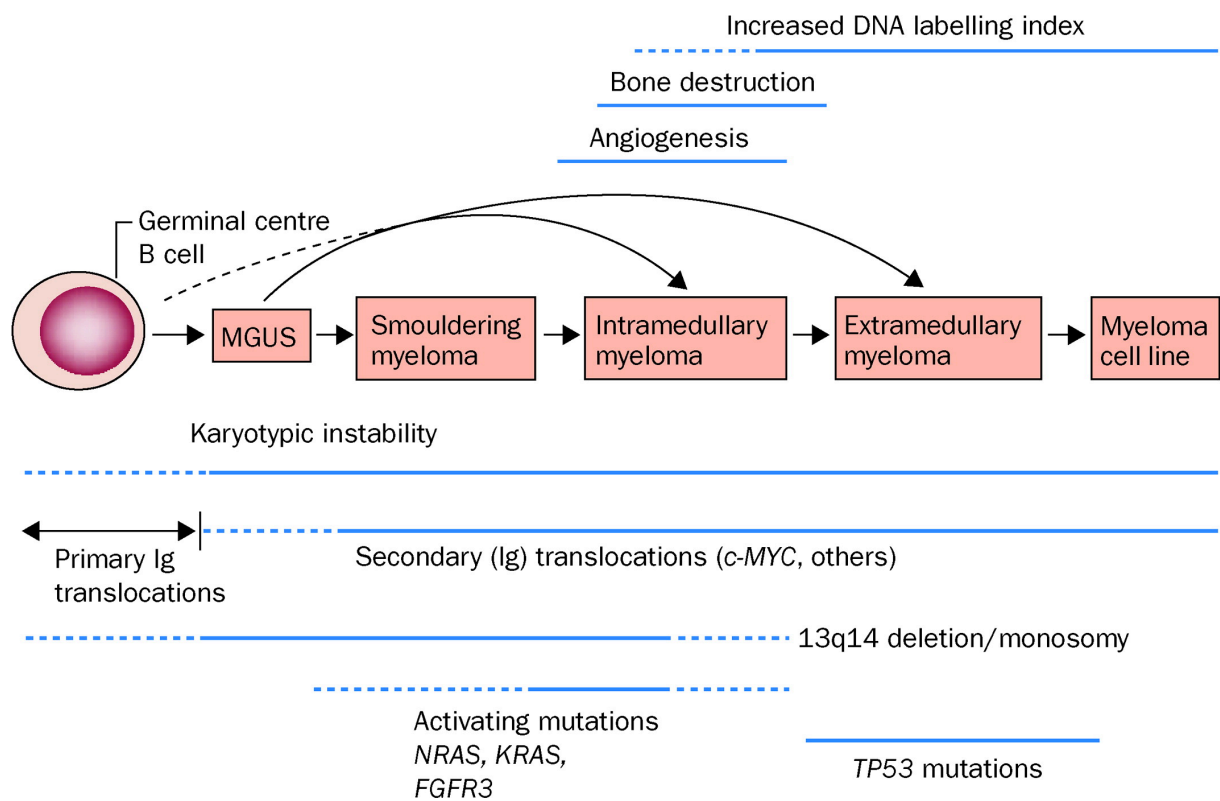 Increased DNA labelling index
Bone destruction
Angiogenesis
Germinal centre
B cell
MGUS
Smouldering
myeloma
Intramedullary
myeloma
Extramedullary
myeloma
Myeloma
cell line
Karyotypic instability
Primary Ig
translocations
Secondary (Ig) translocations (c-MYC, others)
13q14 deletion/monosomy
Activating mutations
NRAS, KRAS,
FGFR3
TP53 mutations